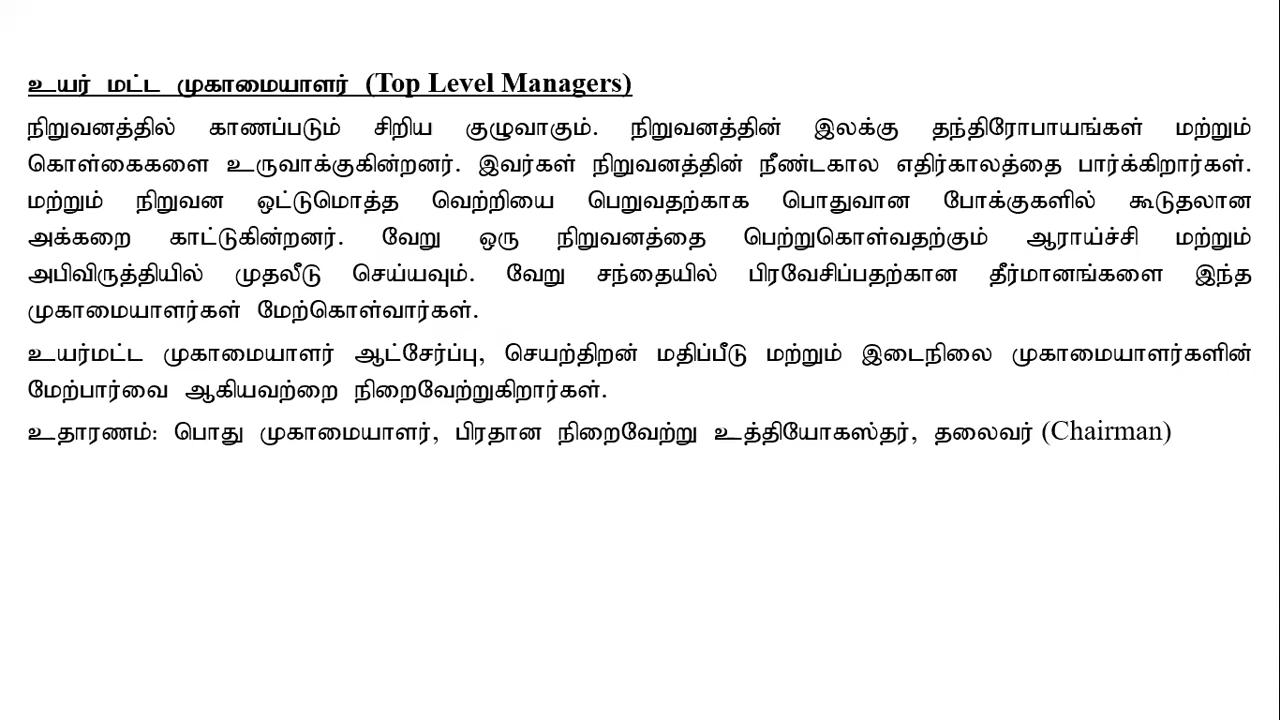 உயர் மட்ட முகாமையாளர் (Top Level Managers)
நிறுவனத்தில் காணப்படும் சிறிய குழுவாகும். நிறுவனத்தின் இலக்கு தந்திரோபாயங்கள் மற்றும்
கொள்கைகளை உருவாக்குகின்றனர். இவர்கள் நிறுவனத்தின் நீண்டகால எதிர்காலத்தை பார்க்கிறார்கள்.
மற்றும் நிறுவன ஒட்டுமொத்த வெற்றியை பெறுவதற்காக பொதுவான போக்குகளில் கூடுதலான
அக்கறை காட்டுகின்றனர். வேறு ஒரு நிறுவனத்தை பெற்றுகொள்வதற்கும் ஆராய்ச்சி மற்றும்
அபிவிருத்தியில் முதலீடு செய்யவும். வேறு சந்தையில் பிரவேசிப்பதற்கான தீர்மானங்களை இந்த
முகாமையாளர்கள் மேற்கொள்வார்கள்.
உயர்மட்ட முகாமையாளர் ஆட்சேர்ப்பு, செயற்திறன் மதிப்பீடு மற்றும் இடைநிலை முகாமையாளர்களின்
மேற்பார்வை ஆகியவற்றை நிறைவேற்றுகிறார்கள்.
உதாரணம்: பொது முகாமையாளர், பிரதான நிறைவேற்று உத்தியோகஸ்தர், தலைவர் (Chairman)